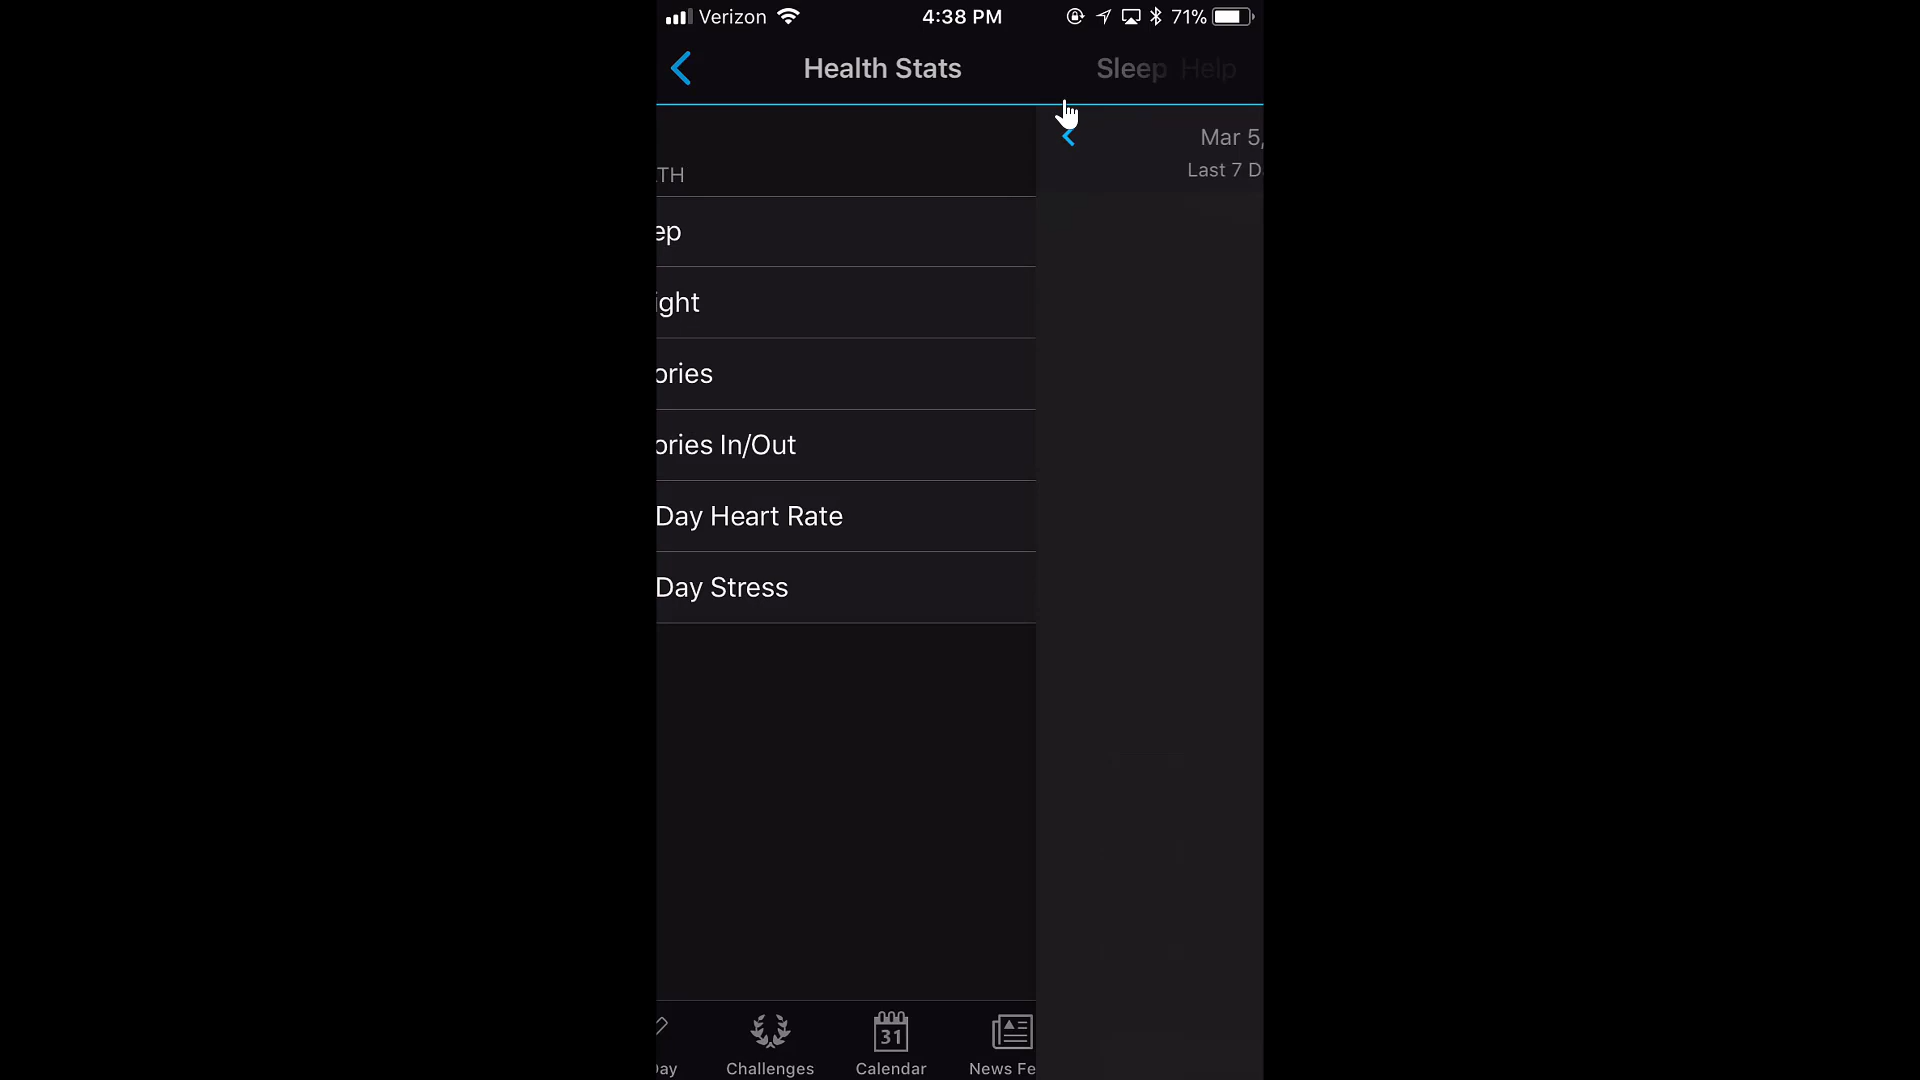 Verizon 4:38 PM 71%
Health Stats Sleep Help
Mar 5,
Last 7 D
TH
ep
ight
ories
ories In/Out
Day Heart Rate
Day Stress
31
ay Challenges Calendar News Fe